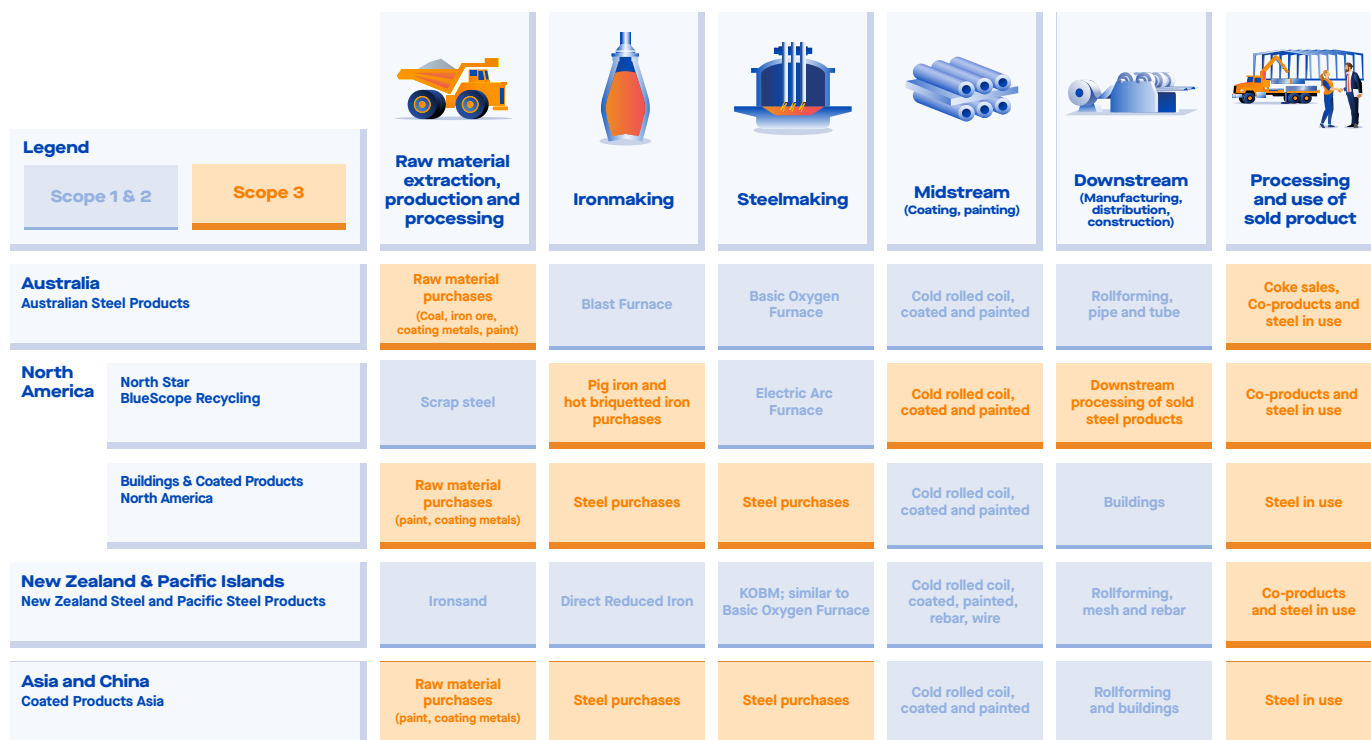 Legend
Scope 1 & 2
Scope 3
Raw material
extraction,
production and
processing
Ironmaking
Steelmaking
Midstream
(Coating, painting)
Downstream
(Manufacturing,
distribution,
construction)
Processing
and use of
sold product
Australia
Australian Steel Products
Raw material
purchases
(Coal, iron ore,
coating metals, paint)
Blast Furnace
Basic Oxygen
Furnace
Cold rolled coil,
coated and painted
Rollforming,
pipe and tube
Coke sales,
Co-products and
steel in use
North
America
North Star
BlueScope Recycling
Scrap steel
Pig iron and
hot briquetted iron
purchases
Electric Arc
Furnace
Cold rolled coil,
coated and painted
Downstream
processing of sold
steel products
Co-products and
steel in use
Buildings & Coated Products
North America
Raw material
purchases
(paint, coating metals)
Steel purchases
Steel purchases
Cold rolled coil,
coated and painted
Buildings
Steel in use
New Zealand & Pacific Islands
New Zealand Steel and Pacific Steel Products
Ironsand
Direct Reduced Iron
KOBM; similar to
Basic Oxygen Furnace
Cold rolled coil,
coated, painted,
rebar, wire
Rollforming,
mesh and rebar
Co-products
and steel in use
Asia and China
Coated Products Asia
Raw material
purchases
(paint, coating metals)
Steel purchases
Steel purchases
Cold rolled coil,
coated and painted
Rollforming
and buildings
Steel in use